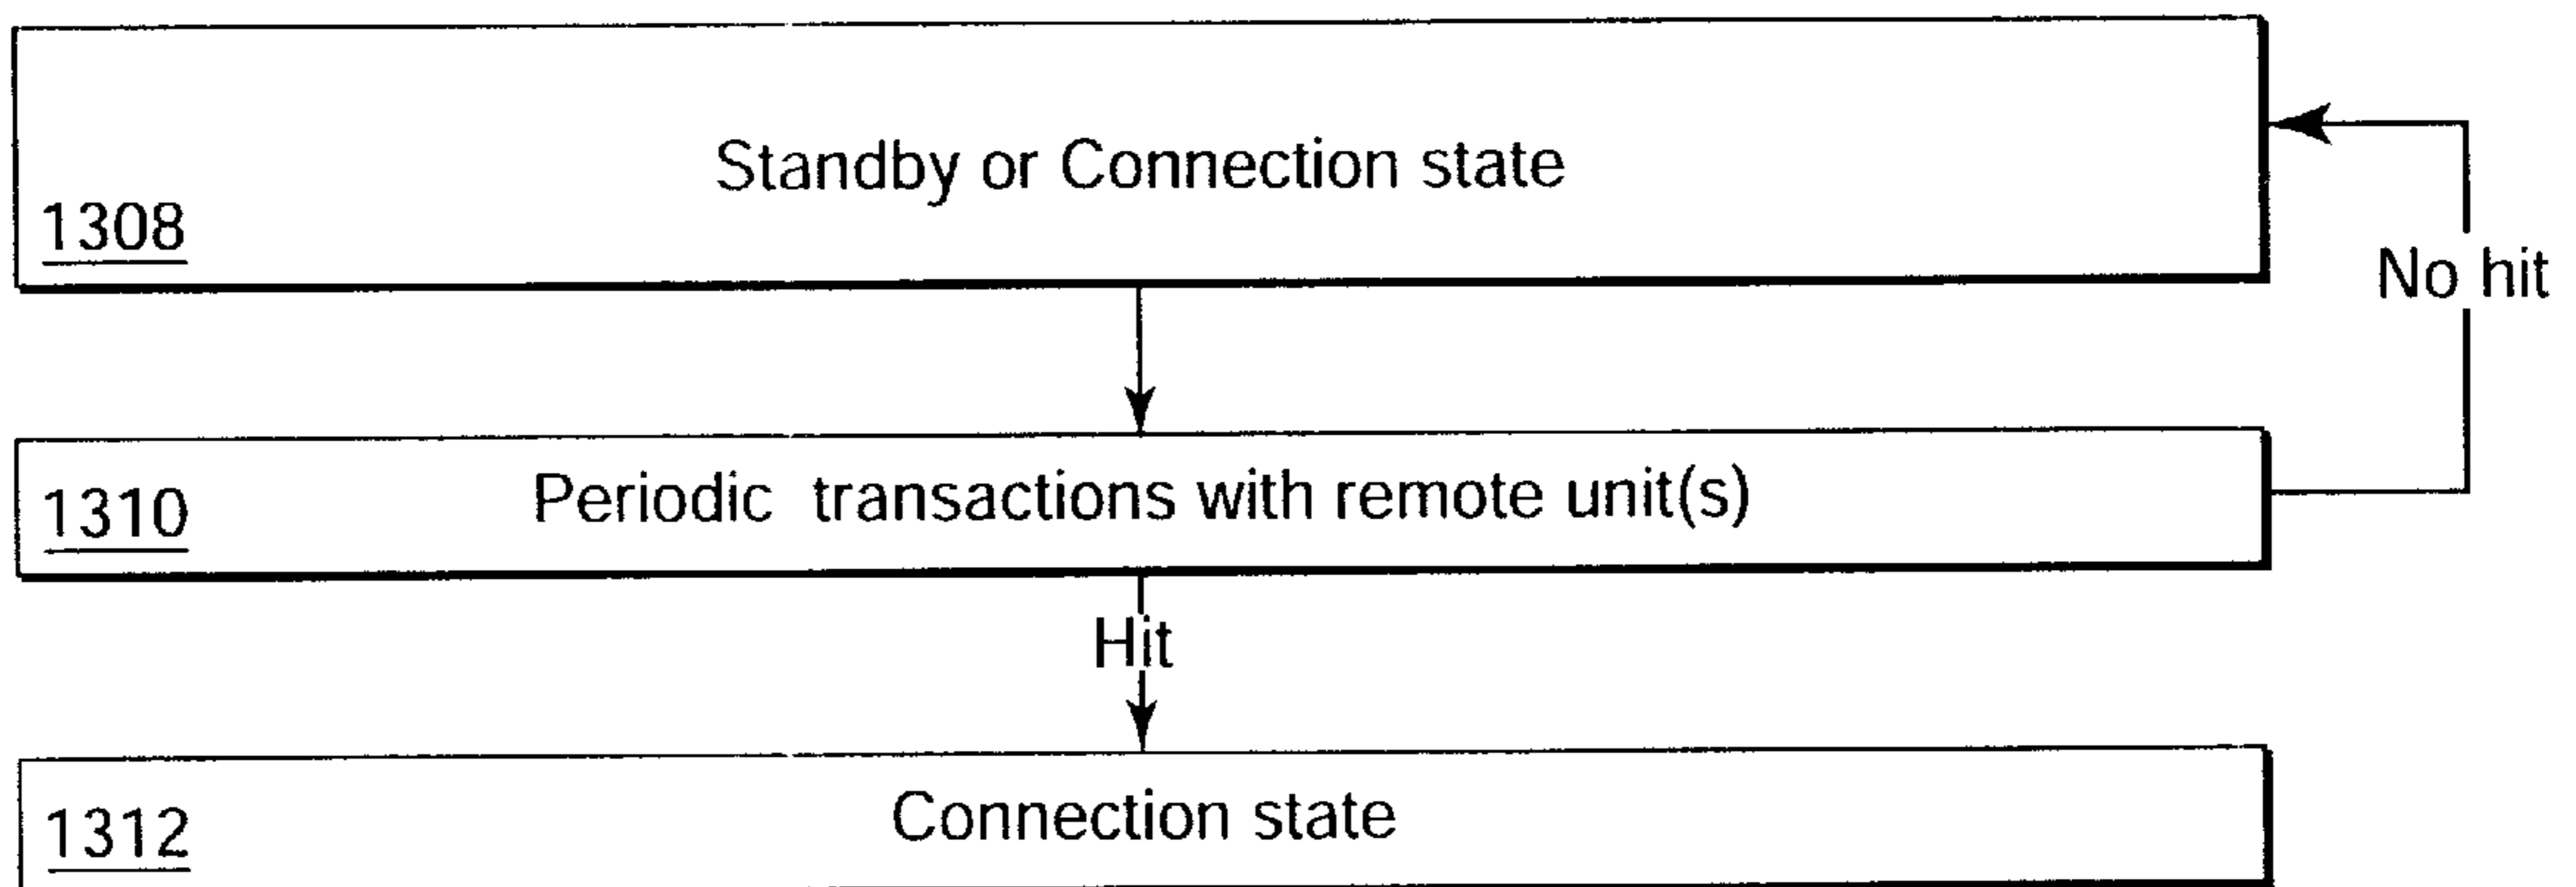 Standby or Connection state
1308
No hit
Periodic transactions with remote unit(s)
1310
Hit
Connection state
1312